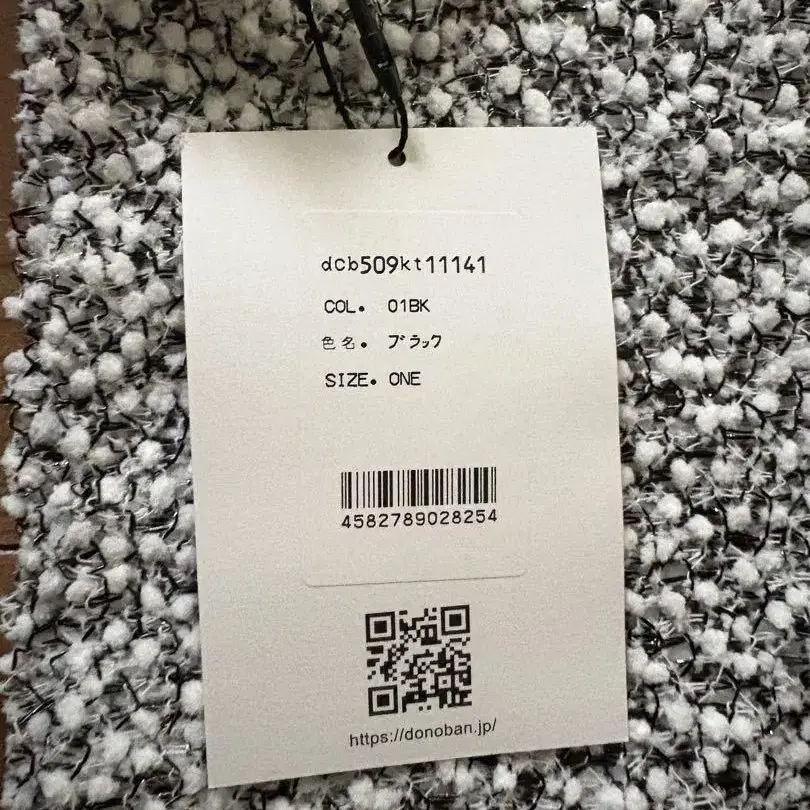 dcb509kt11141
COL. 01BK
色名. ブラック
SIZE. ONE
4582789028254
https://donoban.jp/